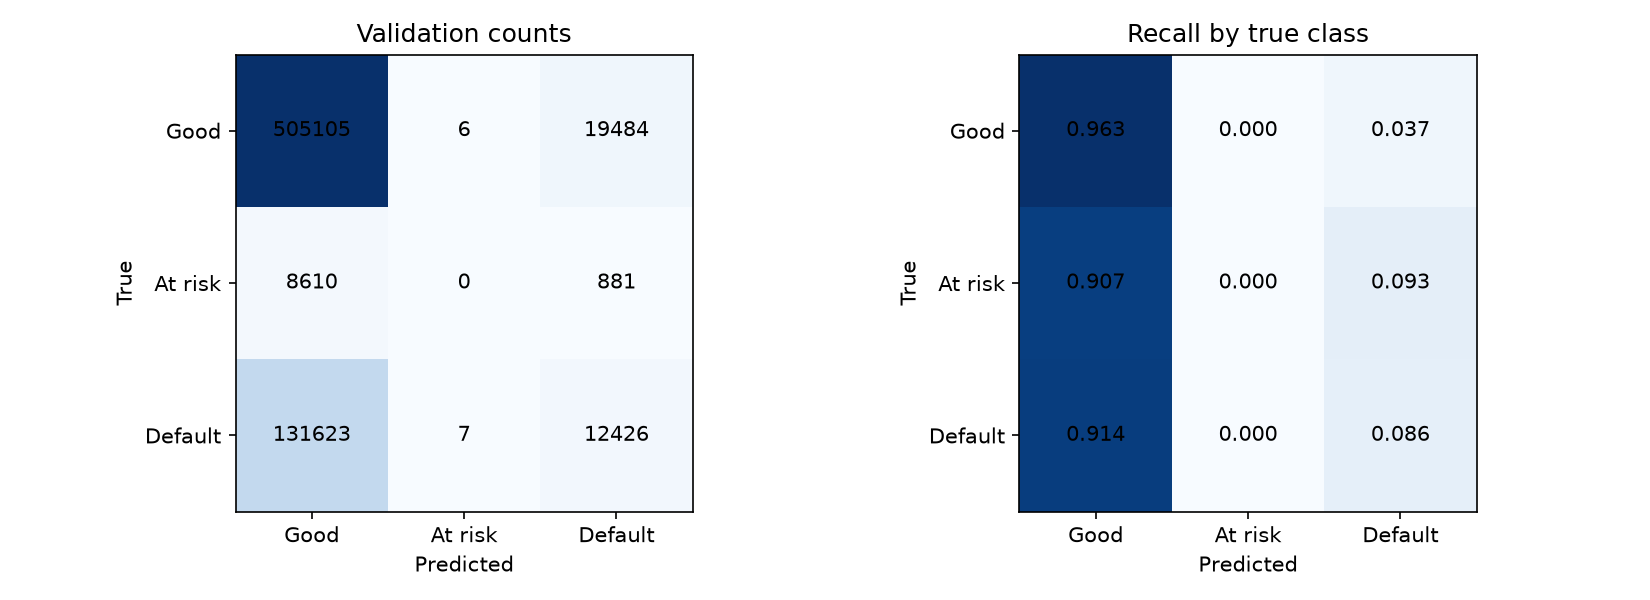 Validation counts
True
Good
505105 6 19484
At risk
8610 0 881
Default
131623 7 12426
Good At risk Default
Predicted
Recall by true class
True
Good
0.963 0.000 0.037
At risk
0.907 0.000 0.093
Default
0.914 0.000 0.086
Good At risk Default
Predicted